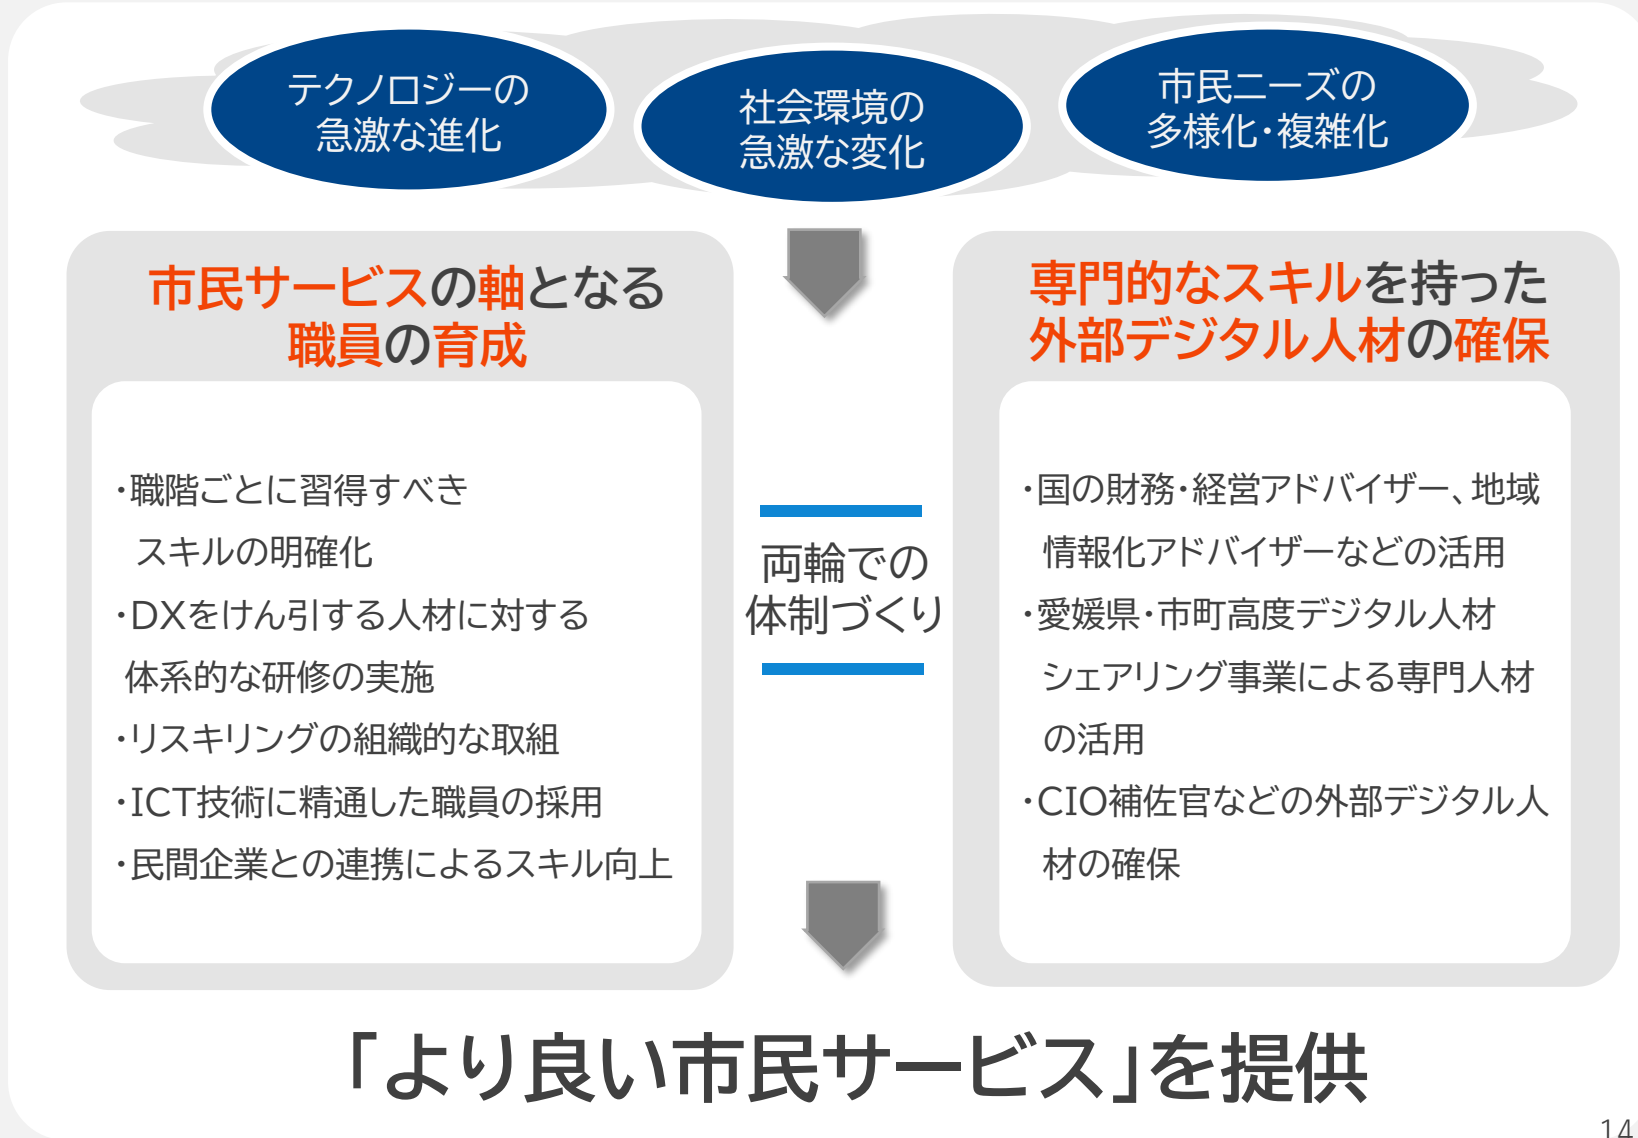 テクノロジーの
急激な進化
社会環境の
急激な変化
市民ニーズの
多様化・複雑化
市民サービスの軸となる
職員の育成
・職階ごとに習得すべき
スキルの明確化
・DXをけん引する人材に対する
体系的な研修の実施
・リスキリングの組織的な取組
・ICT技術に精通した職員の採用
・民間企業との連携によるスキル向上
両輪での
体制づくり
専門的なスキルを持った
外部デジタル人材の確保
・国の財務・経営アドバイザー、地域
情報化アドバイザーなどの活用
・愛媛県・市町高度デジタル人材
シェアリング事業による専門人材
の活用
・CIO補佐官などの外部デジタル人
材の確保
「より良い市民サービス」を提供
14